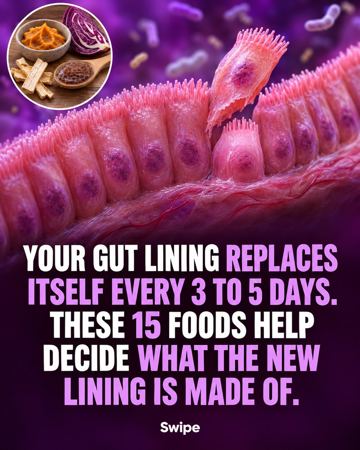 YOUR GUT LINING REPLACES
ITSELF EVERY 3 TO 5 DAYS.
THESE 15 FOODS HELP
DECIDE WHAT THE NEW
LINING IS MADE OF.
Swipe